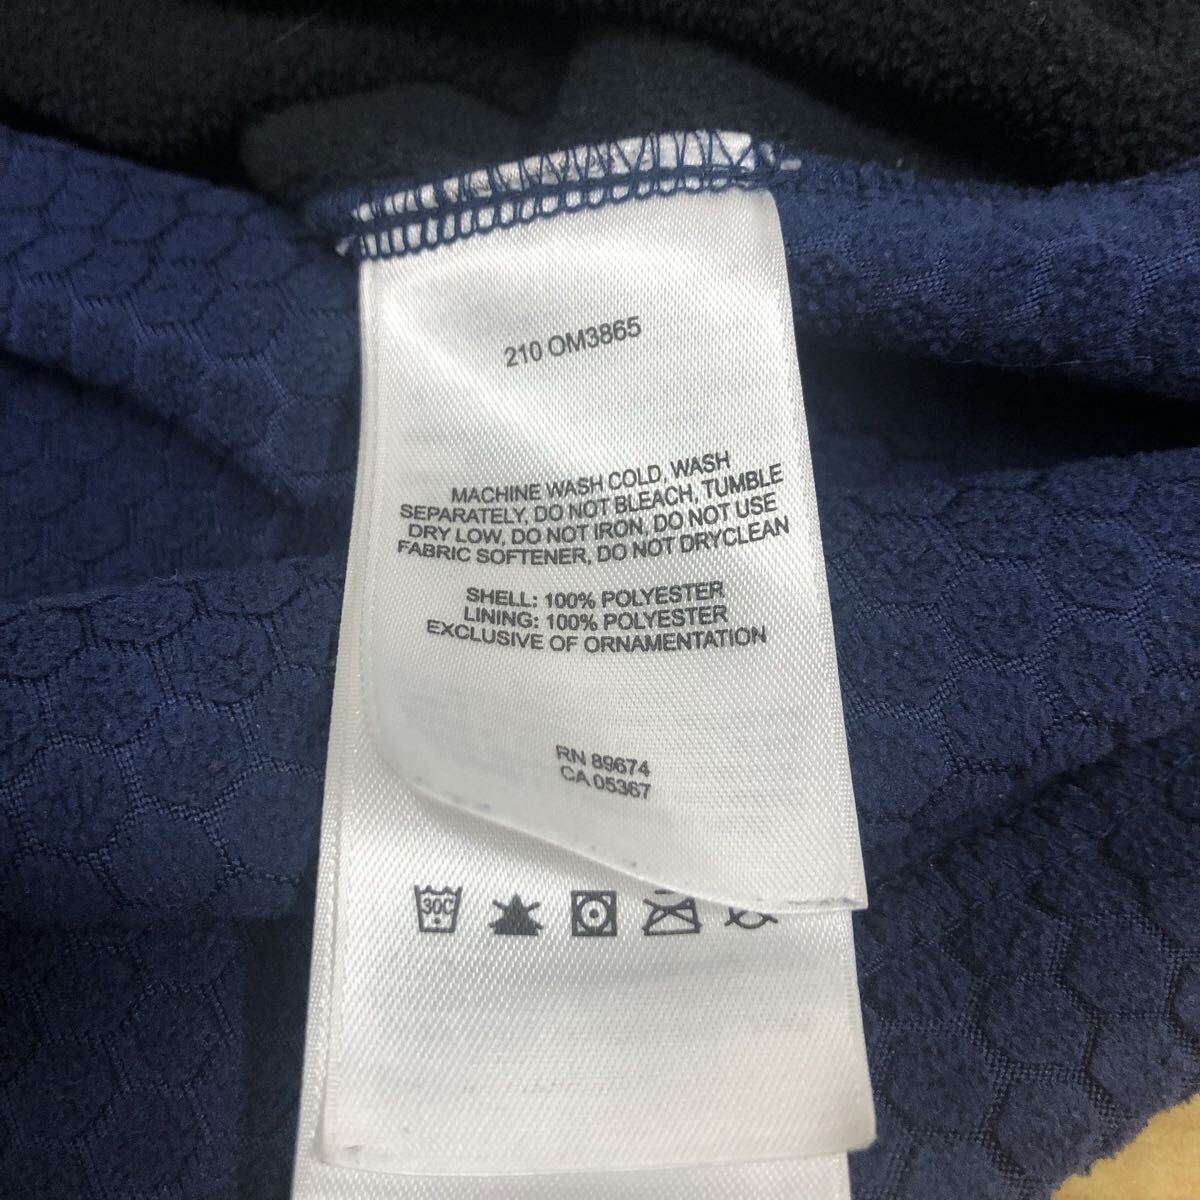 210 OM3865
MACHINE WASH COLD, WASH
SEPARATELY, DO NOT BLEACH, TUMBLE
DRY LOW, DO NOT IRON, DO NOT USE
FABRIC SOFTENER, DO NOT DRYCLEAN
SHELL: 100% POLYESTER
LINING: 100% POLYESTER
EXCLUSIVE OF ORNAMENTATION
RN 89674
CA 05367
30C